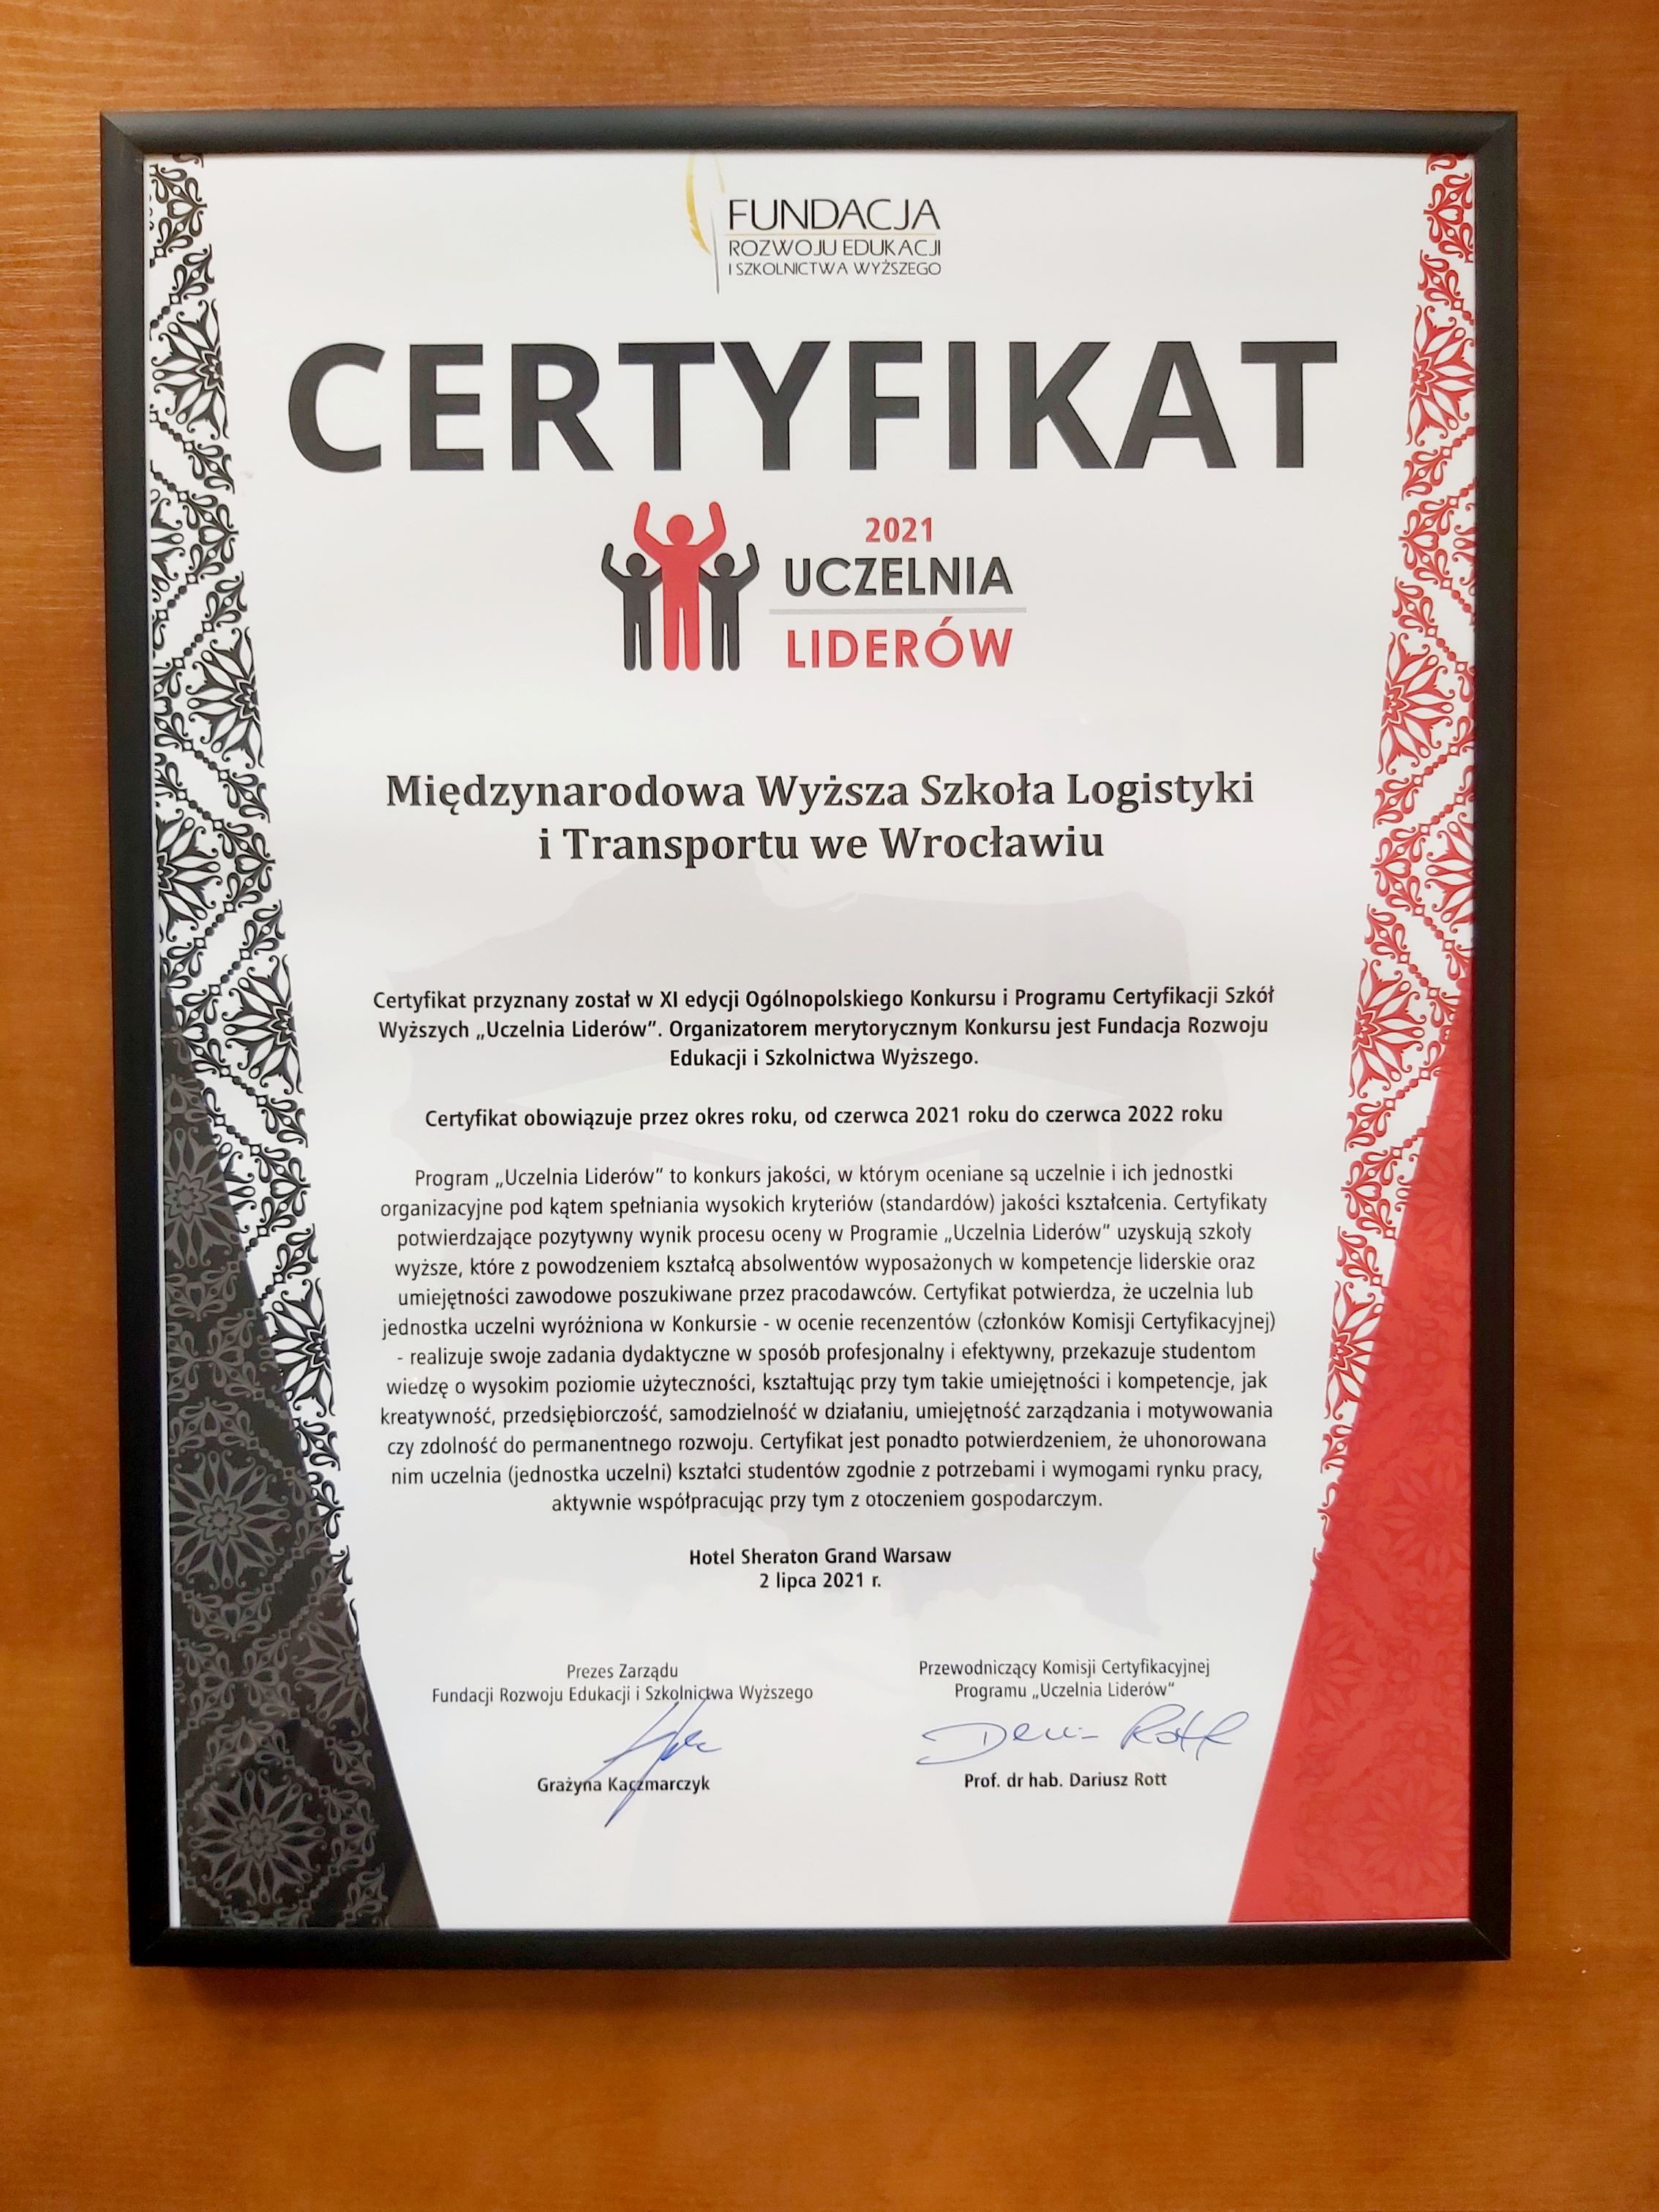 FUNDACJA
ROZWOJU EDUKACJI
I SZKOLNICTWA WYŻSZEGO
CERTYFIKAT
2021
UCZELNIA
LIDERÓW
Międzynarodowa Wyższa Szkoła Logistyki
i Transportu we Wrocławiu
Certyfikat przyznany został w XI edycji Ogólnopolskiego Konkursu i Programu Certyfikacji Szkół
Wyższych „Uczelnia Liderów”. Organizatorem merytorycznym Konkursu jest Fundacja Rozwoju
Edukacji i Szkolnictwa Wyższego.
Certyfikat obowiązuje przez okres roku, od czerwca 2021 roku do czerwca 2022 roku
Program „Uczelnia Liderów” to konkurs jakości, w którym oceniane są uczelnie i ich jednostki
organizacyjne pod kątem spełniania wysokich kryteriów (standardów) jakości kształcenia. Certyfikaty
potwierdzające pozytywny wynik procesu oceny w Programie „Uczelnia Liderów” uzyskują szkoły
wyższe, które z powodzeniem kształcą absolwentów wyposażonych w kompetencje liderskie oraz
umiejętności zawodowe poszukiwane przez pracodawców. Certyfikat potwierdza, że uczelnia lub
jednostka uczelni wyróżniona w Konkursie - w ocenie recenzentów (członków Komisji Certyfikacyjnej)
- realizuje swoje zadania dydaktyczne w sposób profesjonalny i efektywny, przekazuje studentom
wiedzę o wysokim poziomie użyteczności, kształtując przy tym takie umiejętności i kompetencje, jak
kreatywność, przedsiębiorczość, samodzielność w działaniu, umiejętność zarządzania i motywowania
czy zdolność do permanentnego rozwoju. Certyfikat jest ponadto potwierdzeniem, że uhonorowana
nim uczelnia (jednostka uczelni) kształci studentów zgodnie z potrzebami i wymogami rynku pracy,
aktywnie współpracując przy tym z otoczeniem gospodarczym.
Hotel Sheraton Grand Warsaw
2 lipca 2021 r.
Prezes Zarządu
Fundacji Rozwoju Edukacji i Szkolnictwa Wyższego
Grażyna Kaczmarczyk
Przewodniczący Komisji Certyfikacyjnej
Programu „Uczelnia Liderów”
Prof. dr hab. Dariusz Rott